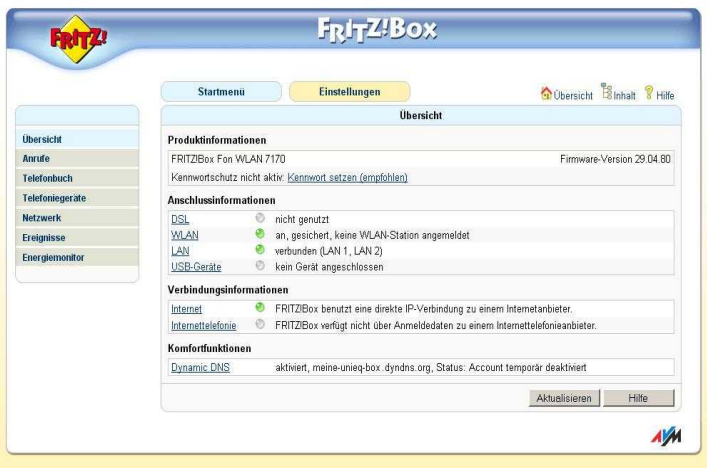 FRITZ!
FRITZ!BOX
Startmenü
Einstellungen
Übersicht Inhalt Hilfe
Übersicht
Anrufe
Telefonbuch
Telefoniegeräte
Netzwerk
Ereignisse
Energiemonitor
Übersicht
Produktinformationen
FRITZ!Box Fon WLAN 7170 Firmware-Version 29.04.80
Kennwortschutz nicht aktiv: Kennwort setzen (empfohlen)
Anschlussinformationen
DSL nicht genutzt
WLAN an, gesichert, keine WLAN-Station angemeldet
LAN verbunden (LAN 1, LAN 2)
USB-Geräte kein Gerät angeschlossen
Verbindungsinformationen
Internet FRITZ!Box benutzt eine direkte IP-Verbindung zu einem Internetanbieter.
Internettelefonie FRITZ!Box verfügt nicht über Anmeldedaten zu einem Internettelefonieanbieter.
Komfortfunktionen
Dynamic DNS aktiviert, meine-unieq-box.dyndns.org, Status: Account temporär deaktiviert
Aktualisieren Hilfe
AVM